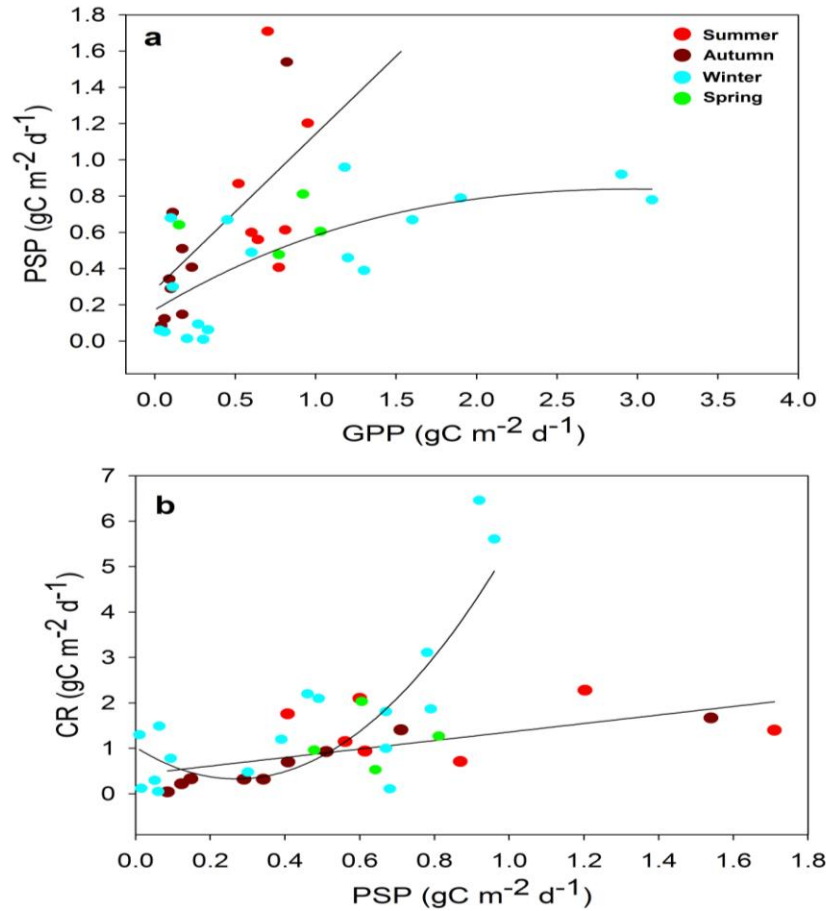 a
Summer
Autumn
Winter
Spring
1.8
1.6
1.4
1.2
1.0
0.8
0.6
0.4
0.2
0.0
PSP (gC m⁻² d⁻¹)
0.0 0.5 1.0 1.5 2.0 2.5 3.0 3.5 4.0
GPP (gC m⁻² d⁻¹)
b
7
6
5
4
3
2
1
0
CR (gC m⁻² d⁻¹)
0.0 0.2 0.4 0.6 0.8 1.0 1.2 1.4 1.6 1.8
PSP (gC m⁻² d⁻¹)